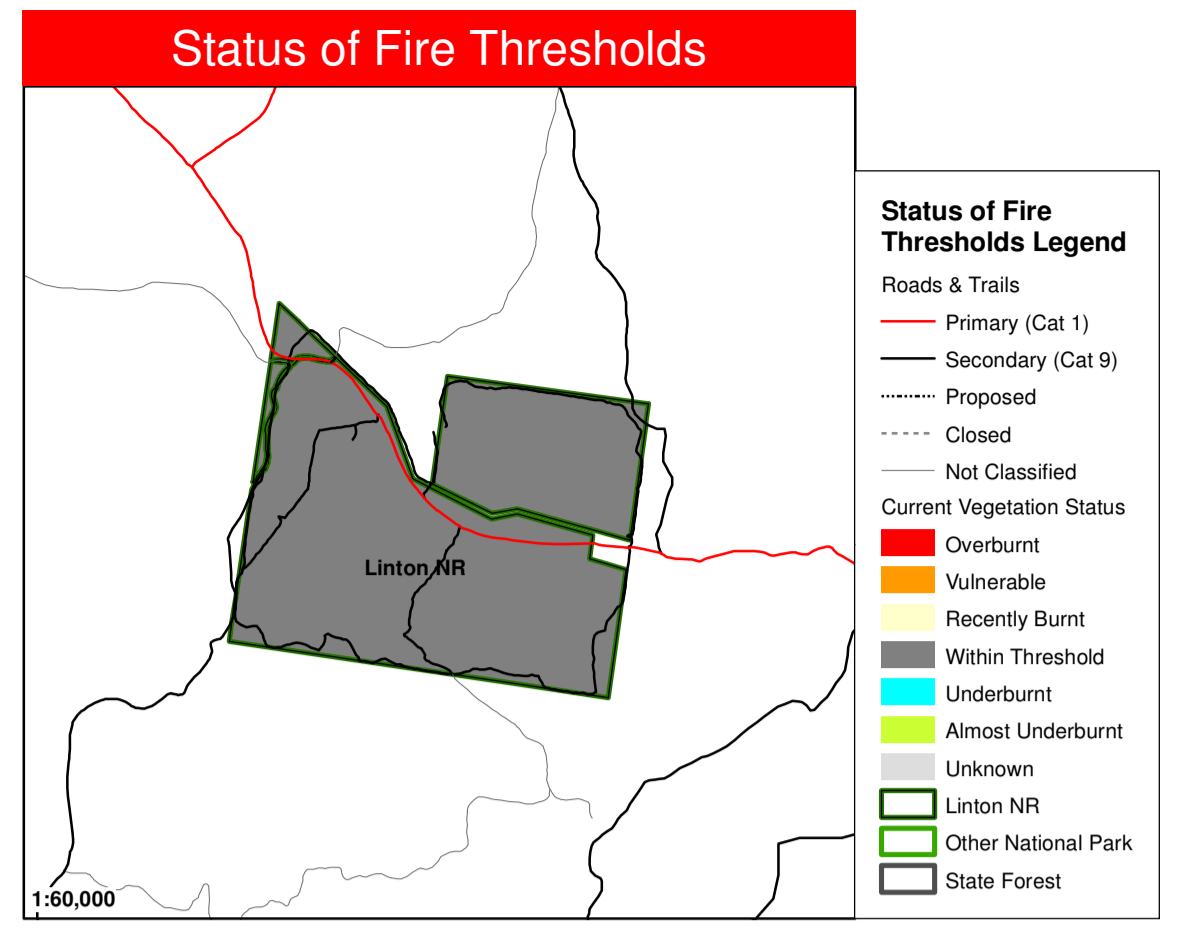 Status of Fire Thresholds
Linton NR
1:60,000
Status of Fire
Thresholds Legend
Roads & Trails
Primary (Cat 1)
Secondary (Cat 9)
Proposed
Closed
Not Classified
Current Vegetation Status
Overburnt
Vulnerable
Recently Burnt
Within Threshold
Underburnt
Almost Underburnt
Unknown
Linton NR
Other National Park
State Forest